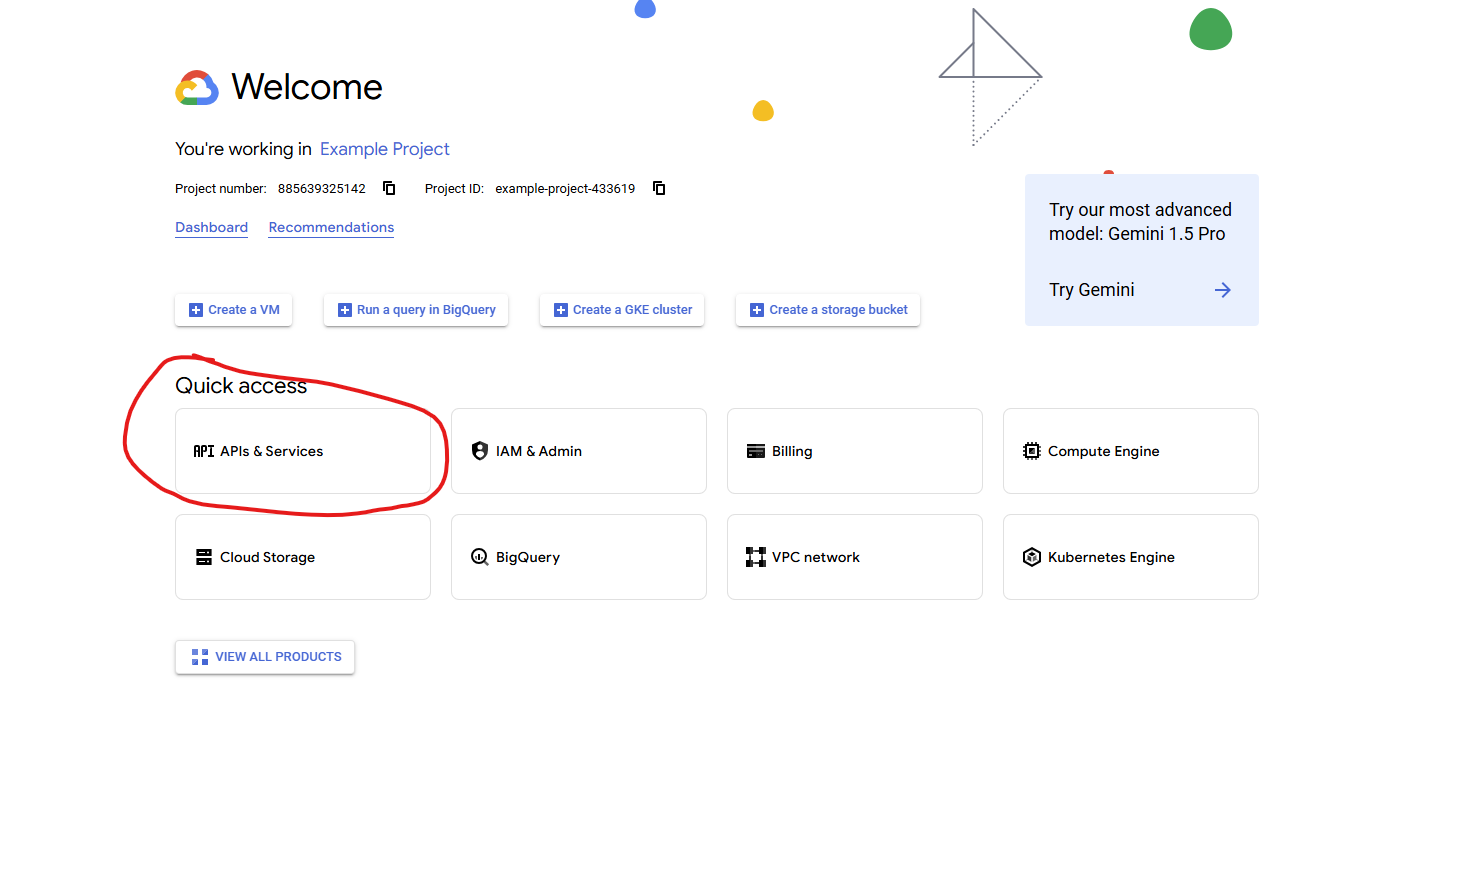 Welcome
You're working in Example Project
Project number: 885639325142 Project ID: example-project-433619
Dashboard Recommendations
Try our most advanced
model: Gemini 1.5 Pro
Try Gemini
Create a VM Run a query in BigQuery Create a GKE cluster Create a storage bucket
Quick access
API APIs & Services IAM & Admin Billing Compute Engine
Cloud Storage BigQuery VPC network Kubernetes Engine
VIEW ALL PRODUCTS